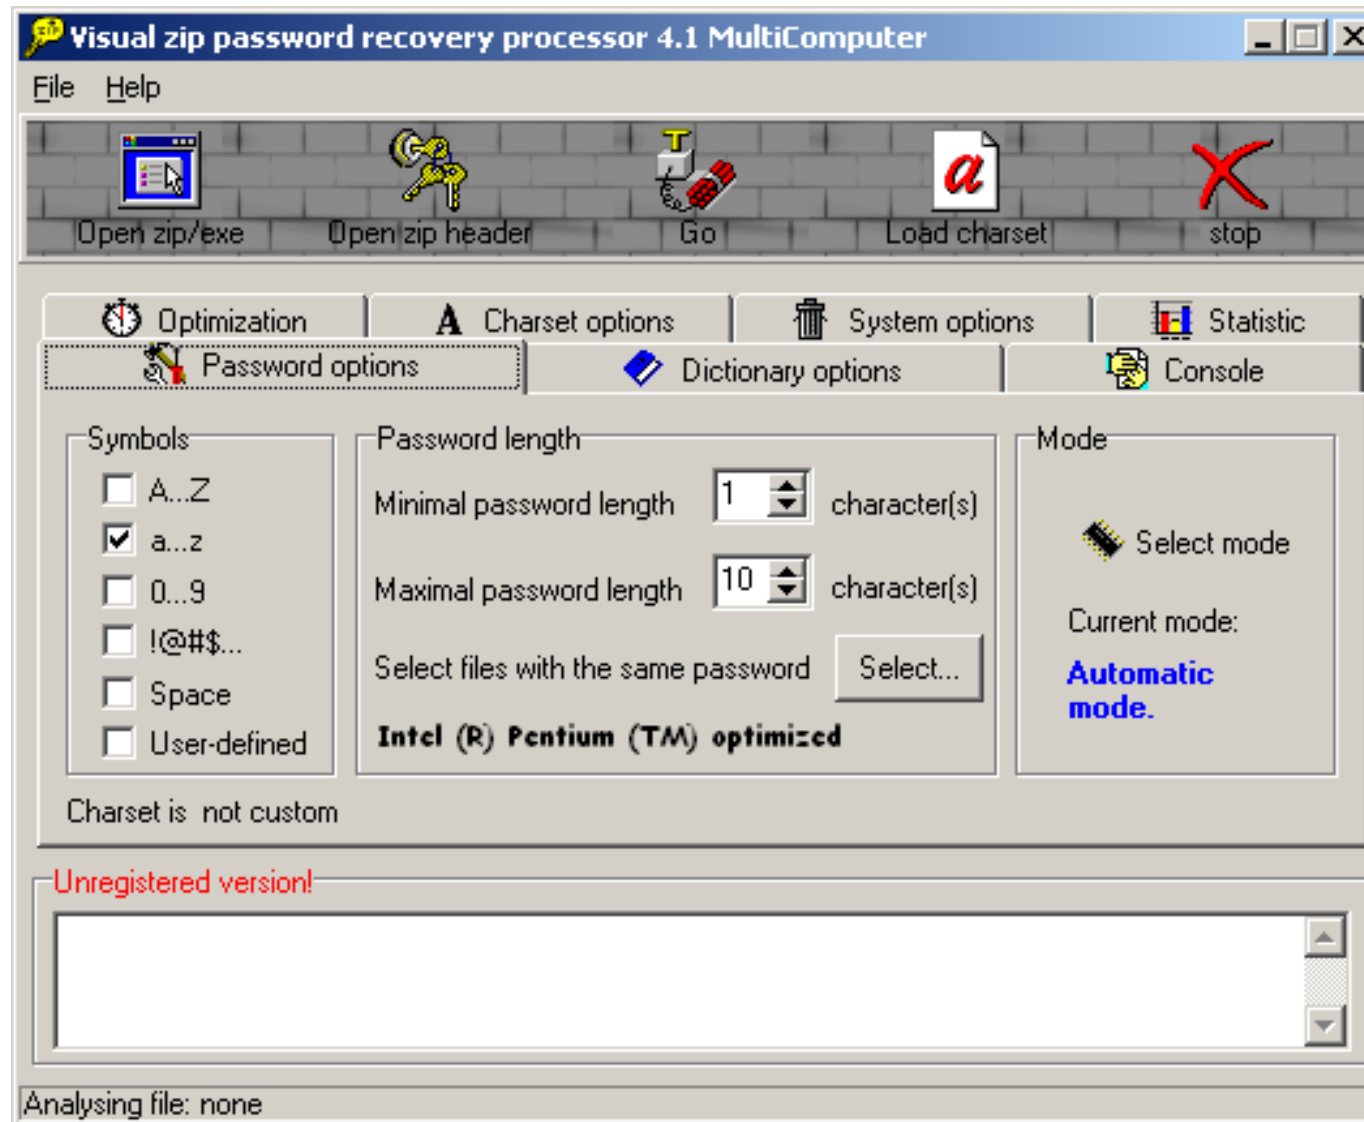 Visual zip password recovery processor 4.1 MultiComputer
File Help
Open zip/exe Open zip header Go Load charset stop
Optimization A Charset options System options Statistic
Password options Dictionary options Console
Symbols
A...Z
a...z
0...9
!@#$...
Space
User-defined
Password length
Minimal password length 1 character(s)
Maximal password length 10 character(s)
Select files with the same password Select...
Intel (R) Pentium (TM) optimized
Mode
Select mode
Current mode:
Automatic
mode.
Charset is not custom
Unregistered version!
Analysing file: none